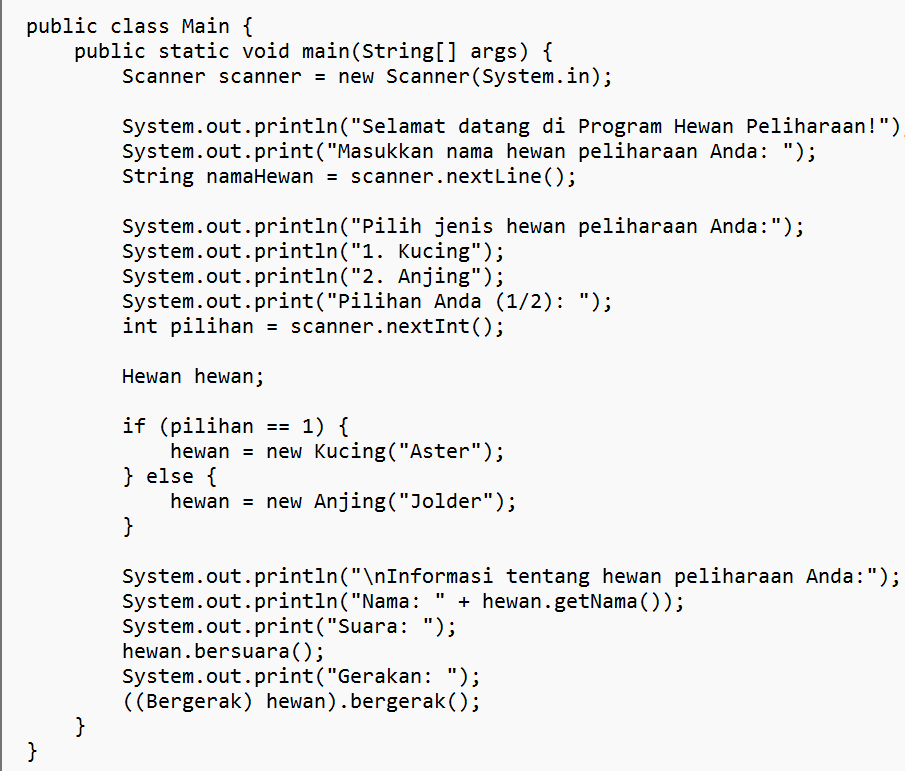 public class Main {
    public static void main(String[] args) {
        Scanner scanner = new Scanner(System.in);

        System.out.println("Selamat datang di Program Hewan Peliharaan!")
        System.out.print("Masukkan nama hewan peliharaan Anda: ");
        String namaHewan = scanner.nextLine();

        System.out.println("Pilih jenis hewan peliharaan Anda:");
        System.out.println("1. Kucing");
        System.out.println("2. Anjing");
        System.out.print("Pilihan Anda (1/2): ");
        int pilihan = scanner.nextInt();

        Hewan hewan;

        if (pilihan == 1) {
            hewan = new Kucing("Aster");
        } else {
            hewan = new Anjing("Jolder");
        }

        System.out.println("\nInformasi tentang hewan peliharaan Anda:");
        System.out.println("Nama: " + hewan.getNama());
        System.out.print("Suara: ");
        hewan.bersuara();
        System.out.print("Gerakan: ");
        ((Bergerak) hewan).bergerak();
    }
}